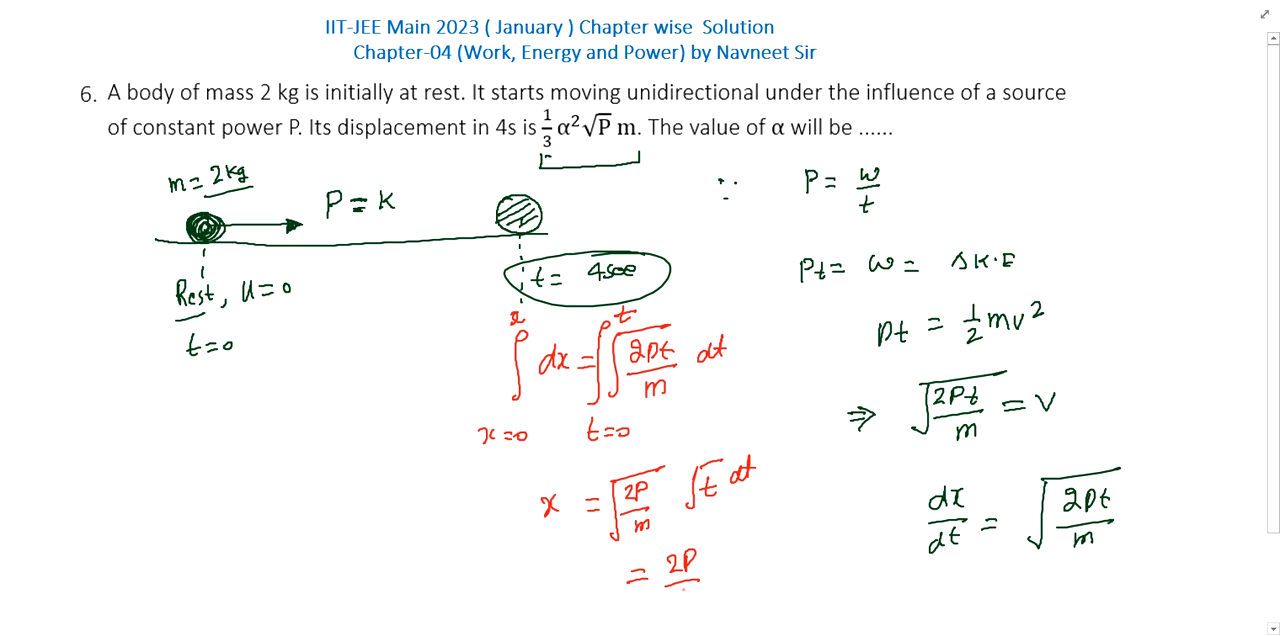 IIT-JEE Main 2023 ( January ) Chapter wise Solution
Chapter-04 (Work, Energy and Power) by Navneet Sir
6. A body of mass 2 kg is initially at rest. It starts moving unidirectional under the influence of a source
of constant power P. Its displacement in 4s is 1/3 α²√P m. The value of α will be ......
m = 2kg
P = K
Rest, u=0
t=0
t = 4sec
∴ P = w/t
Pt = w = ΔK.E
Pt = 1/2 mv²
⇒ √(2Pt/m) = v
dx/dt = √(2Pt/m)
x t
∫ dx = ∫ √(2Pt/m) dt
x=0 t=0
x = √(2P/m) ∫√t dt
= 2P